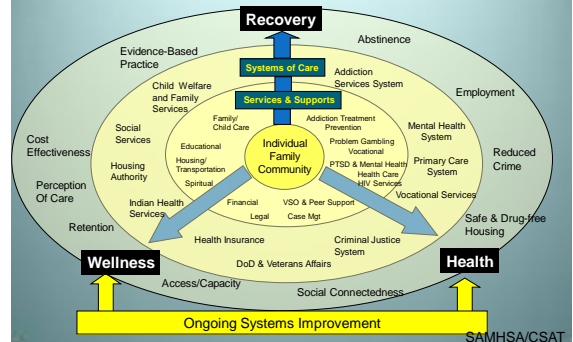 Recovery
Abstinence
Evidence-Based
Practice
Systems of Care
Addiction
Services System
Child Welfare
and Family
Services
Services & Supports
Employment
Family/
Child Care
Addiction Treatment
Prevention
Social
Services
Individual
Family
Community
Mental Health
System
Cost
Effectiveness
Educational
Problem Gambling
Vocational
Housing
Authority
Housing/
Transportation
PTSD & Mental Health
Health Care
HIV Services
Primary Care
System
Reduced
Crime
Perception
Of Care
Spiritual
Vocational Services
Indian Health
Services
Financial
VSO & Peer Support
Legal
Case Mgt
Safe & Drug-free
Housing
Retention
Health Insurance
Criminal Justice
System
Wellness
DoD & Veterans Affairs
Health
Access/Capacity
Social Connectedness
Ongoing Systems Improvement
SAMHSA/CSAT